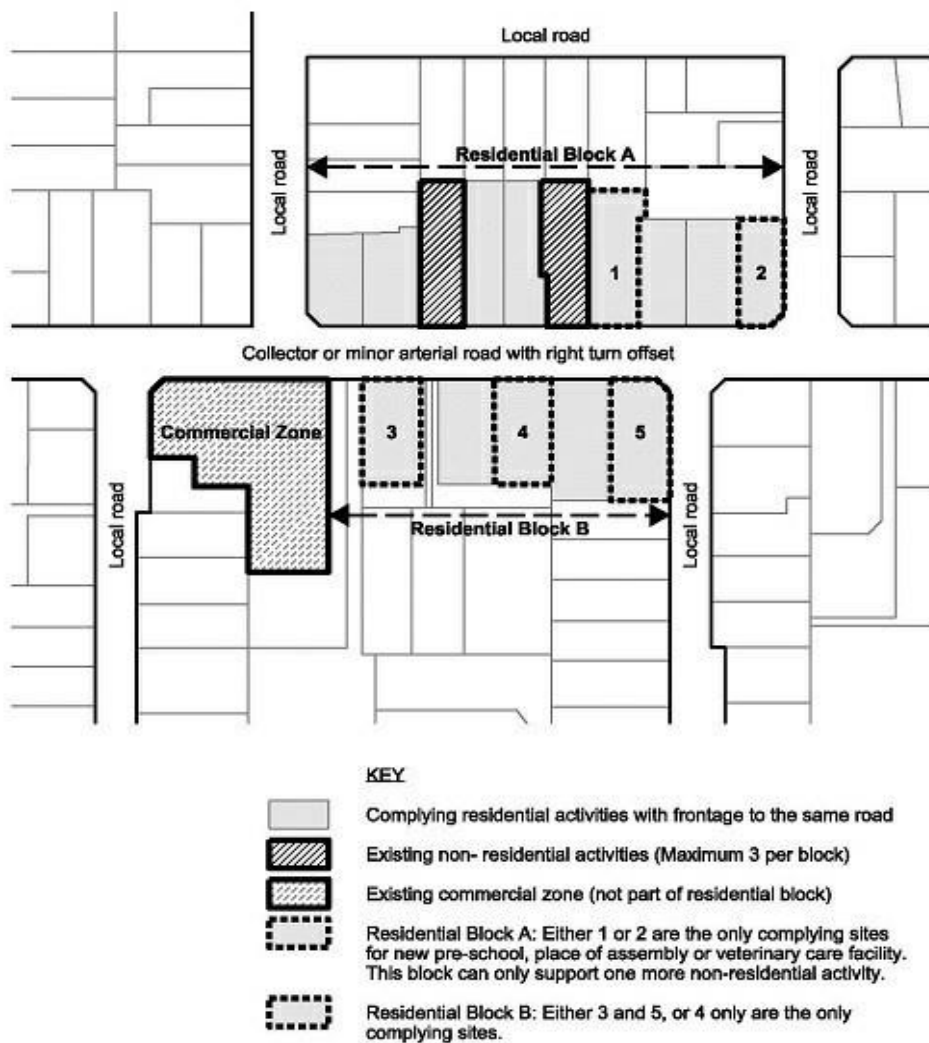 Local road
Residential Block A
Local road
Local road
1
2
Collector or minor arterial road with right turn offset
Commercial Zone
3
4
5
Residential Block B
Local road
Local road
KEY
Complying residential activities with frontage to the same road
Existing non- residential activities (Maximum 3 per block)
Existing commercial zone (not part of residential block)
Residential Block A: Either 1 or 2 are the only complying sites
for new pre-school, place of assembly or veterinary care facility.
This block can only support one more non-residential activity.
Residential Block B: Either 3 and 5, or 4 only are the only
complying sites.